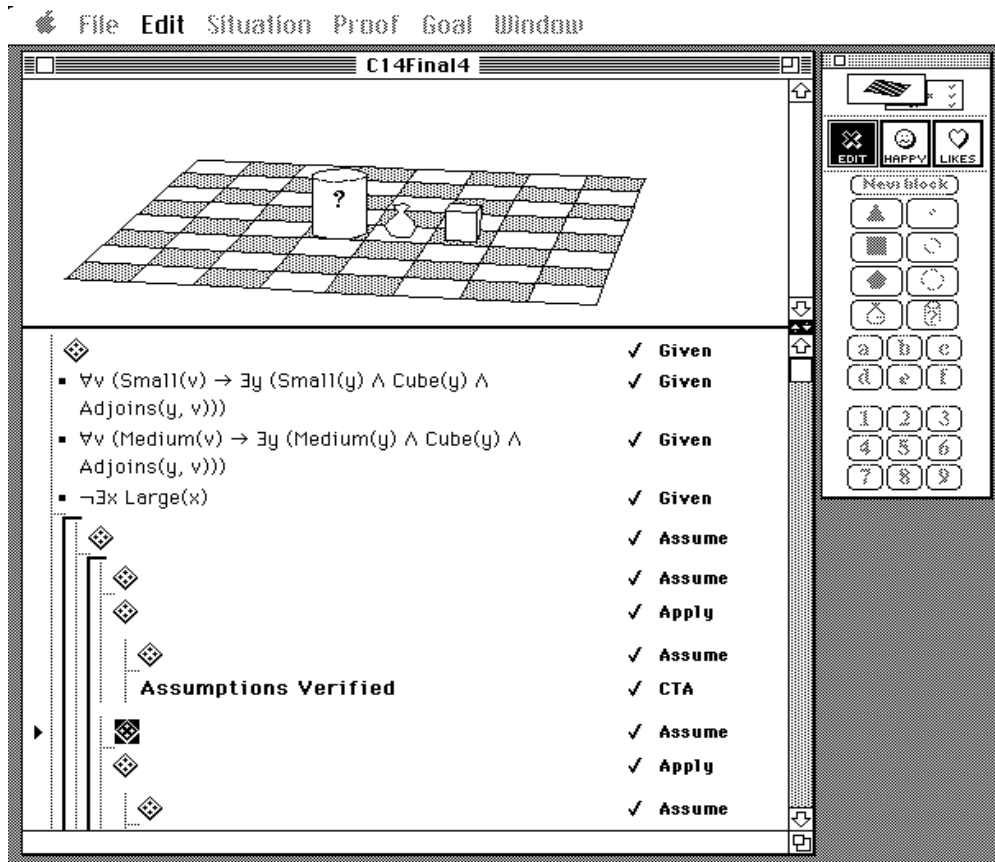 File Edit Situation Proof Goal Window
C14Final4
?
EDIT HAPPY LIKES
New Block
?
a b c
d e f
1 2 3
4 5 6
7 8 9
✓ Given
▪ ∀v (Small(v) → ∃y (Small(y) ∧ Cube(y) ∧ ✓ Given
Adjoins(y, v)))
▪ ∀v (Medium(v) → ∃y (Medium(y) ∧ Cube(y) ∧ ✓ Given
Adjoins(y, v)))
▪ ¬∃x Large(x) ✓ Given
✓ Assume
✓ Assume
✓ Apply
✓ Assume
Assumptions Verified ✓ CTA
✓ Assume
✓ Apply
✓ Assume